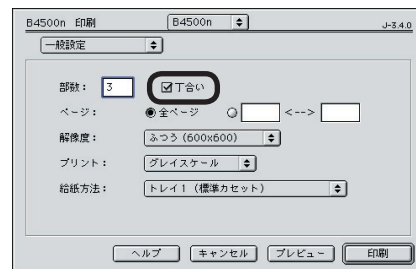 B4500n 印刷 B4500n J-3.4.0
一般設定
部数： 3 丁合い
ページ： 全ページ <-->
解像度： ふつう (600x600)
プリント： グレイスケール
給紙方法： トレイ1 (標準カセット)
ヘルプ キャンセル プレビュー 印刷